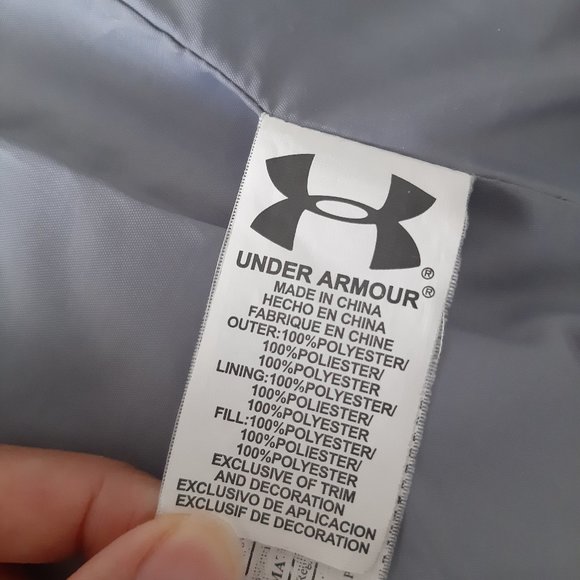 UNDER ARMOUR®
MADE IN CHINA
HECHO EN CHINA
FABRIQUE EN CHINE
OUTER:100%POLYESTER/
100%POLIESTER/
100%POLYESTER
LINING:100%POLYESTER/
100%POLIESTER/
100%POLYESTER
FILL:100%POLYESTER/
100%POLIESTER/
100%POLYESTER
EXCLUSIVE OF TRIM
AND DECORATION
EXCLUSIVO DE APLICACION
EXCLUSIF DE DECORATION